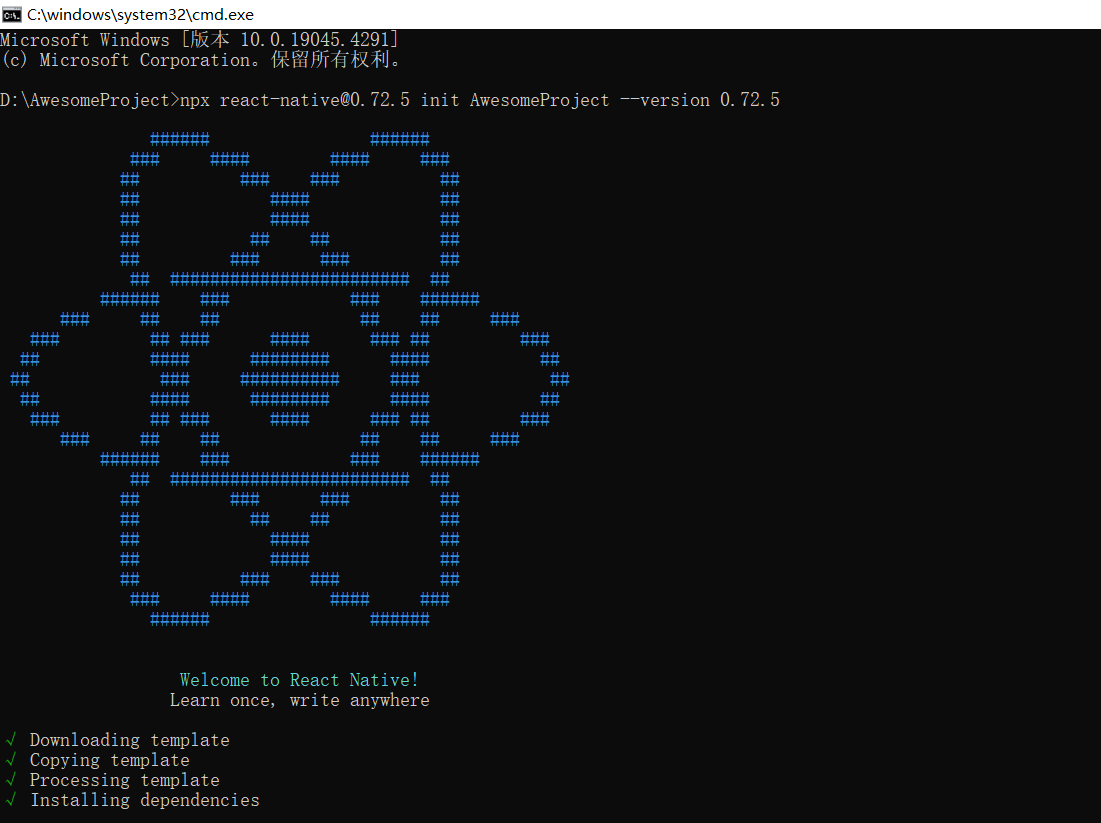 C:\windows\system32\cmd.exe
Microsoft Windows [版本 10.0.19045.4291]
(c) Microsoft Corporation。保留所有权利。
D:\AwesomeProject>npx react-native@0.72.5 init AwesomeProject --version 0.72.5
Welcome to React Native!
Learn once, write anywhere
√ Downloading template
√ Copying template
√ Processing template
√ Installing dependencies